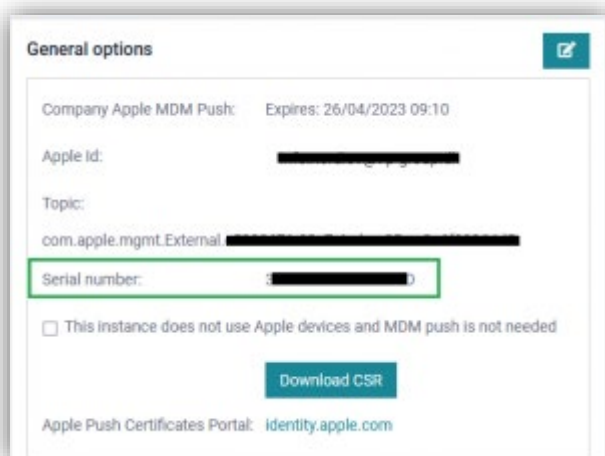 General options
Company Apple MDM Push: Expires: 26/04/2023 09:10
Apple Id:
Topic:
com.apple.mgmt.External.
Serial number:
This instance does not use Apple devices and MDM push is not needed
Download CSR
Apple Push Certificates Portal: identity.apple.com